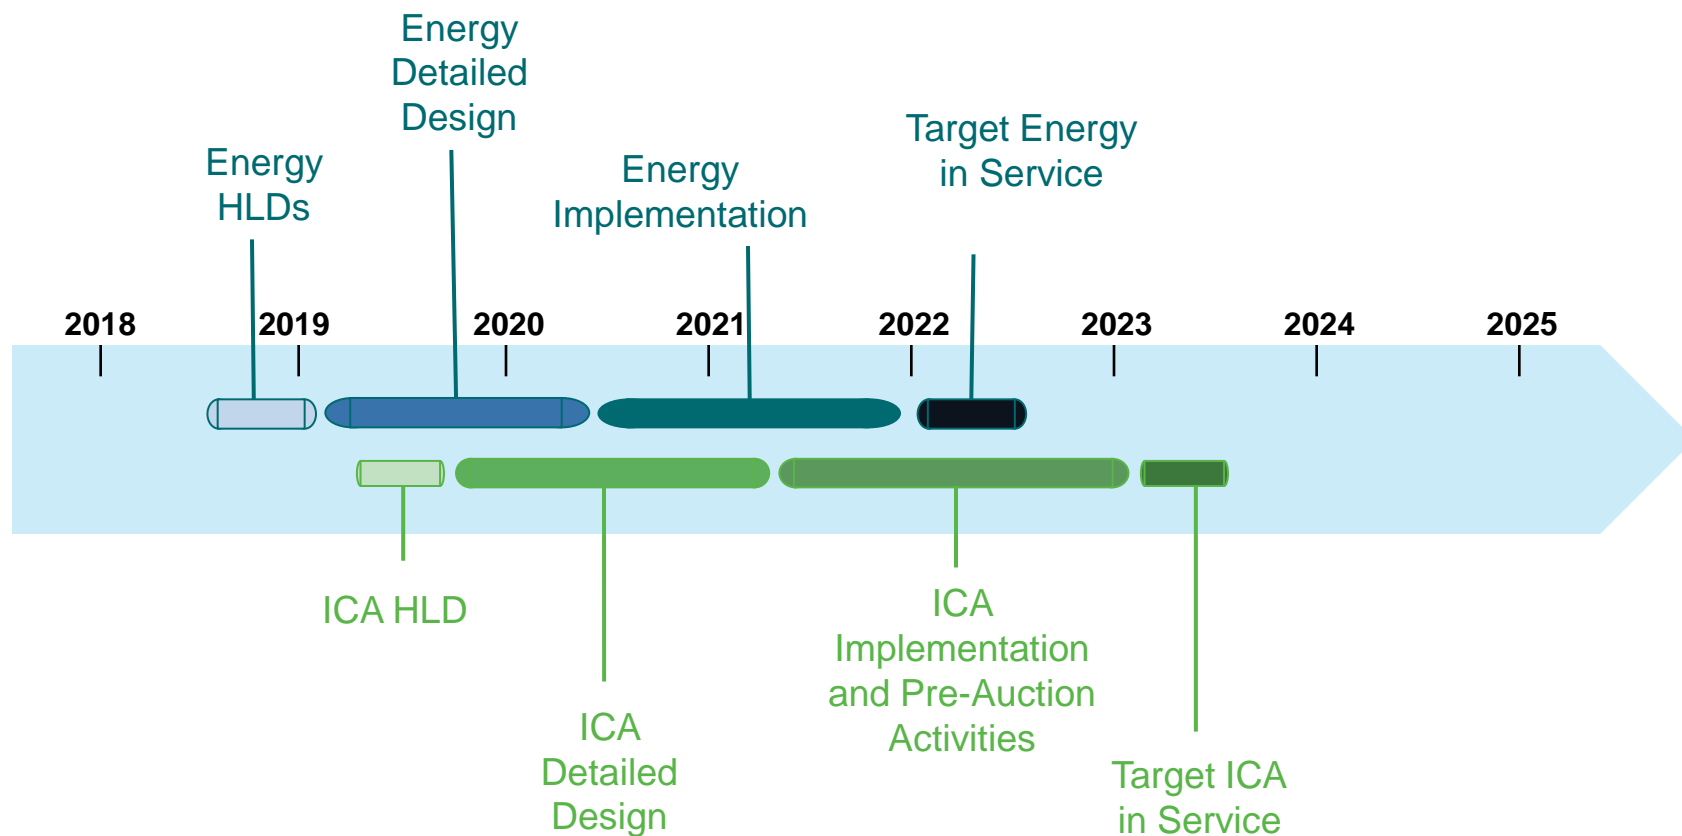 Energy
Detailed
Design
Energy
HLDs
Energy
Implementation
Target Energy
in Service
2018
2019
2020
2021
2022
2023
2024
2025
ICA HLD
ICA
Detailed
Design
ICA
Implementation
and Pre-Auction
Activities
Target ICA
in Service